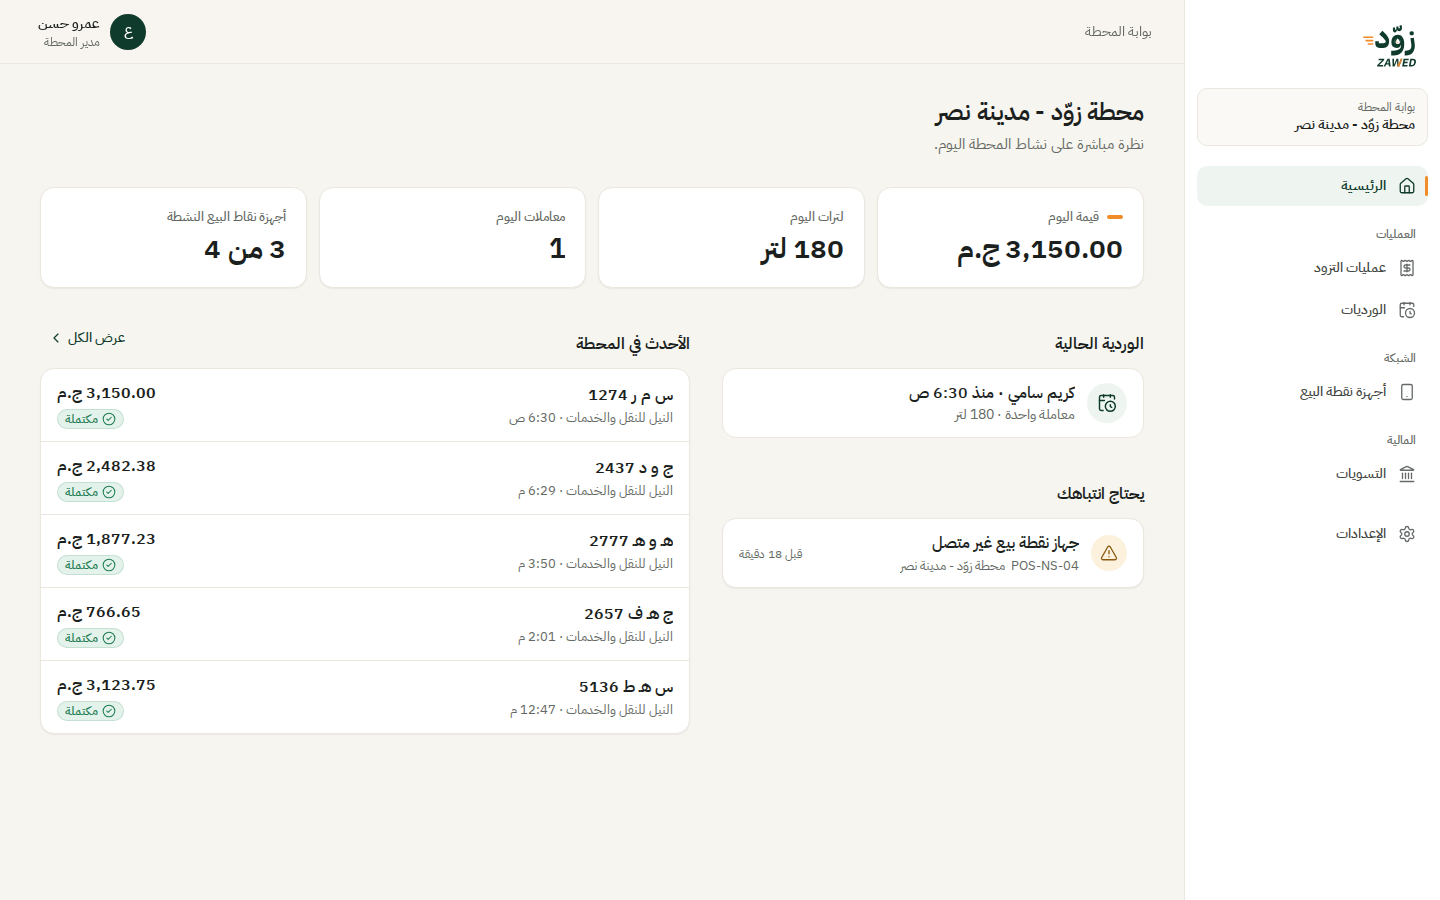 زوّد
ZAWED
بوابة المحطة
محطة زوّد - مدينة نصر
الرئيسية
العمليات
عمليات التزود
الورديات
الشبكة
أجهزة نقطة البيع
المالية
التسويات
الإعدادات
بوابة المحطة
ع
عمرو حسن
مدير المحطة
محطة زوّد - مدينة نصر
نظرة مباشرة على نشاط المحطة اليوم.
قيمة اليوم
3,150.00 ج.م
لترات اليوم
180 لتر
معاملات اليوم
1
أجهزة نقاط البيع النشطة
3 من 4
الوردية الحالية
كريم سامي · منذ 6:30 ص
معاملة واحدة · 180 لتر
يحتاج انتباهك
جهاز نقطة بيع غير متصل
POS-NS-04 محطة زوّد - مدينة نصر
قبل 18 دقيقة
الأحدث في المحطة
عرض الكل
س م ر 1274
النيل للنقل والخدمات · 6:30 ص
3,150.00 ج.م
مكتملة
ج و د 2437
النيل للنقل والخدمات · 6:29 م
2,482.38 ج.م
مكتملة
هـ و هـ 2777
النيل للنقل والخدمات · 3:50 م
1,877.23 ج.م
مكتملة
ج هـ ف 2657
النيل للنقل والخدمات · 2:01 م
766.65 ج.م
مكتملة
س هـ ط 5136
النيل للنقل والخدمات · 12:47 م
3,123.75 ج.م
مكتملة